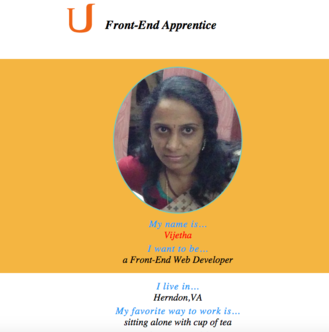 Front-End Apprentice
My name is...
Vijetha
I want to be...
a Front-End Web Developer
I live in...
Herndon,VA
My favorite way to work is...
sitting alone with cup of tea